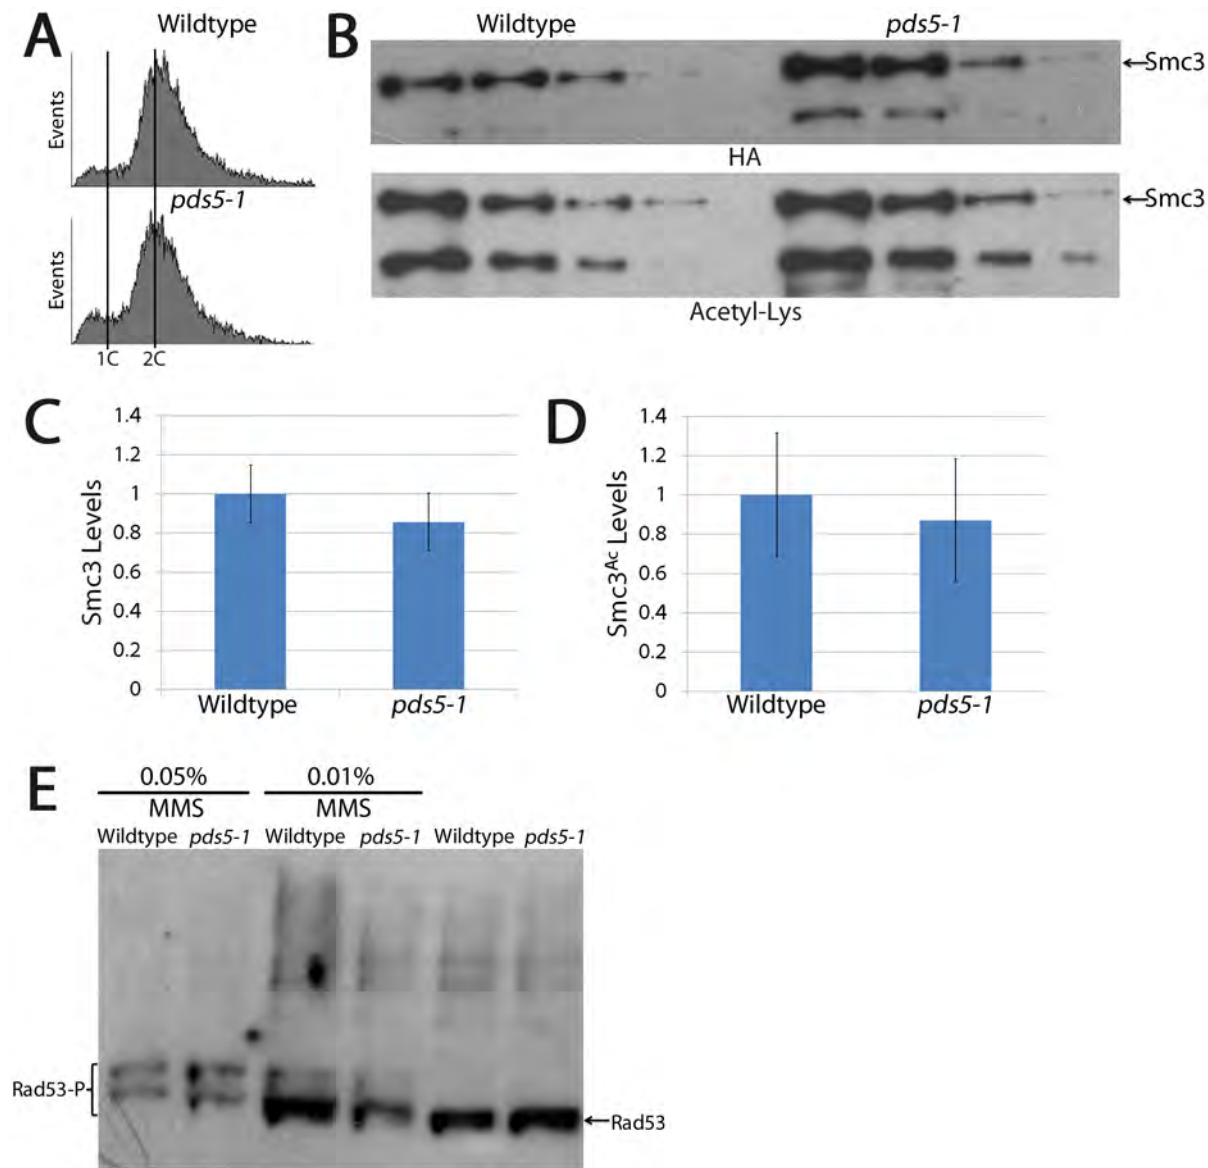 A
Wildtype
Events
pds5-1
Events
1C 2C
B
Wildtype pds5-1
←Smc3
HA
←Smc3
Acetyl-Lys
C
Smc3 Levels
1.4
1.2
1
0.8
0.6
0.4
0.2
0
Wildtype pds5-1
D
Smc3Ac Levels
1.4
1.2
1
0.8
0.6
0.4
0.2
0
Wildtype pds5-1
E
0.05% 0.01%
MMS MMS
Wildtype pds5-1 Wildtype pds5-1 Wildtype pds5-1
Rad53-P
←Rad53